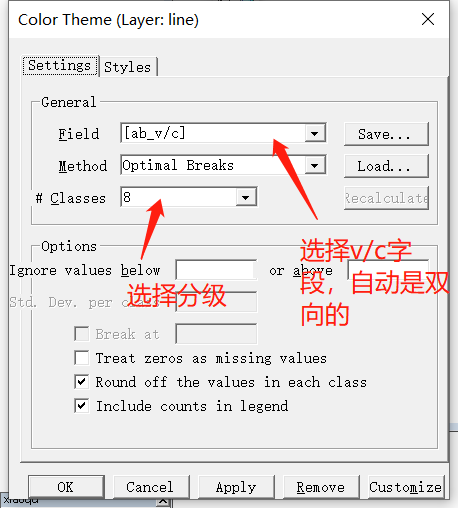 Color Theme (Layer: line)
Settings
Styles
General
Field
[ab_v/c]
Save...
Method
Optimal Breaks
Load...
# Classes
8
Recalculate
选择v/c字
段，自动是双
向的
选择分级
Options
Ignore values below
or above
Std. Dev. per class
Break at
Treat zeros as missing values
Round off the values in each class
Include counts in legend
OK
Cancel
Apply
Remove
Customize